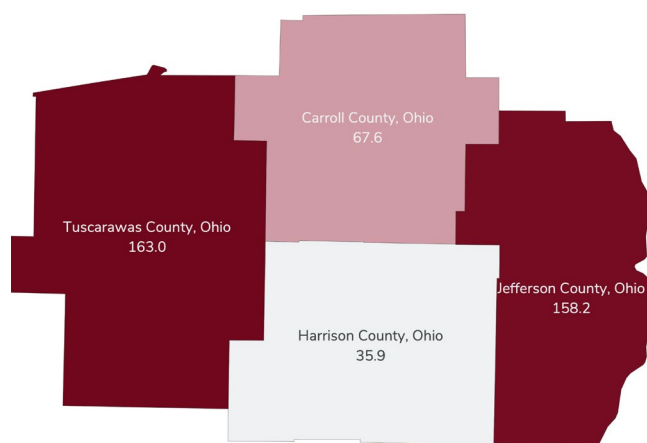 Carroll County, Ohio
67.6
Tuscarawas County, Ohio
163.0
Jefferson County, Ohio
158.2
Harrison County, Ohio
35.9